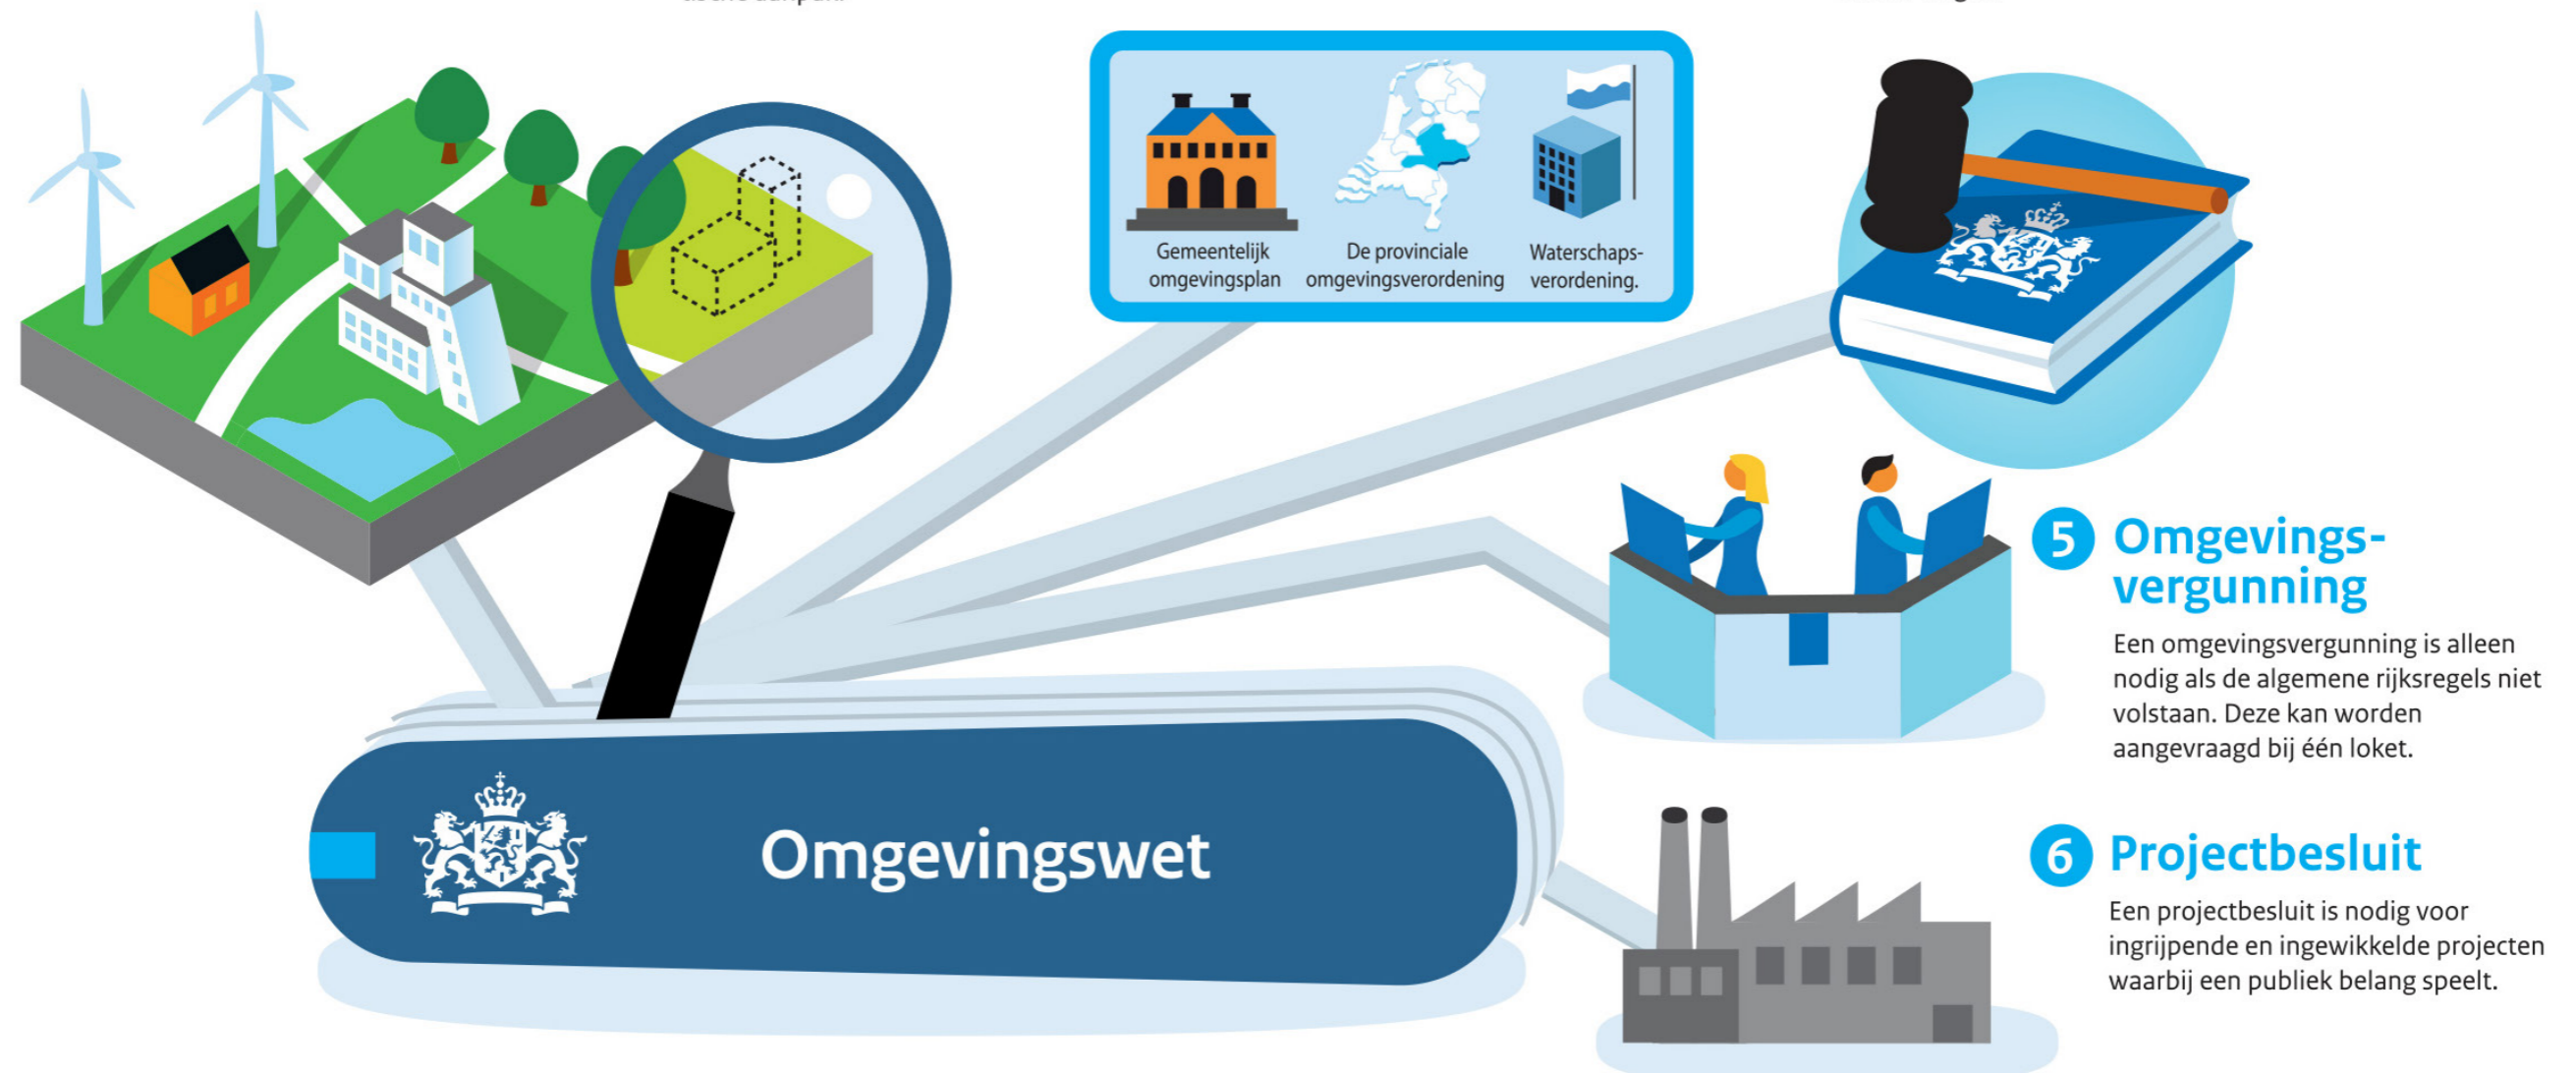 Gemeentelijk
omgevingsplan
De provinciale
omgevingsverordening
Waterschaps-
verordening.
5 Omgevings-
vergunning
Een omgevingsvergunning is alleen
nodig als de algemene rijksregels niet
volstaan. Deze kan worden
aangevraagd bij één loket.
Omgevingswet
6 Projectbesluit
Een projectbesluit is nodig voor
ingrijpende en ingewikkelde projecten
waarbij een publiek belang speelt.